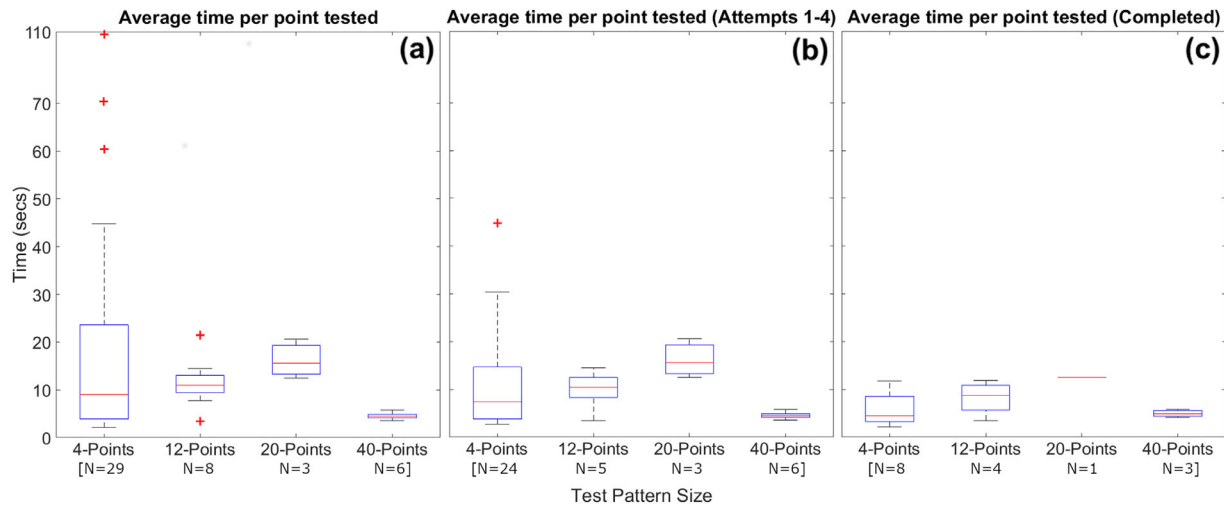 Average time per point tested
Average time per point tested (Attempts 1-4)
Average time per point tested (Completed)
(a)
(b)
(c)
Time (secs)
110
70
60
50
40
30
20
10
0
4-Points 12-Points 20-Points 40-Points
[N=29 N=8 N=3 N=6]
4-Points 12-Points 20-Points 40-Points
[N=24 N=5 N=3 N=6]
4-Points 12-Points 20-Points 40-Points
[N=8 N=4 N=1 N=3]
Test Pattern Size